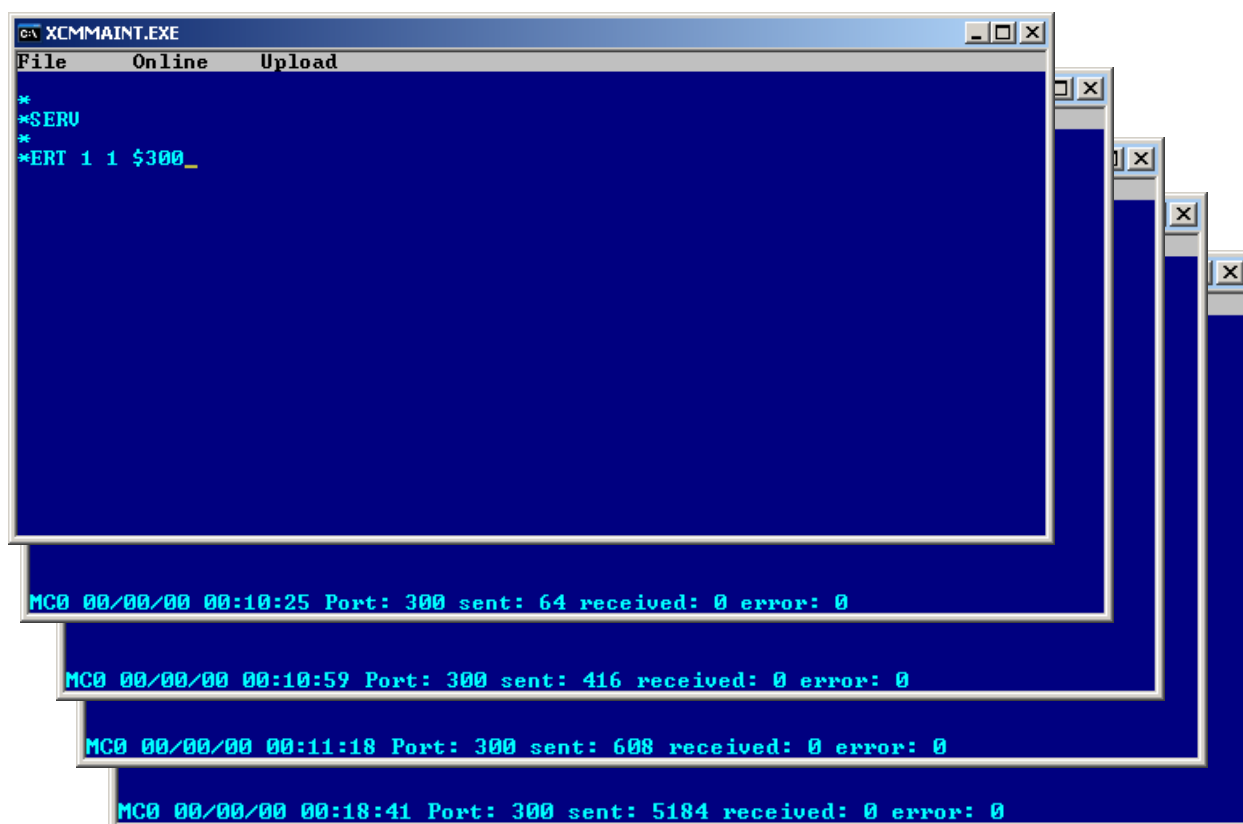 XCMMAINT.EXE
File Online Upload
*
*SERV
*
*ERT 1 1 $300_
MC0 00/00/00 00:10:25 Port: 300 sent: 64 received: 0 error: 0
MC0 00/00/00 00:10:59 Port: 300 sent: 416 received: 0 error: 0
MC0 00/00/00 00:11:18 Port: 300 sent: 608 received: 0 error: 0
MC0 00/00/00 00:18:41 Port: 300 sent: 5184 received: 0 error: 0